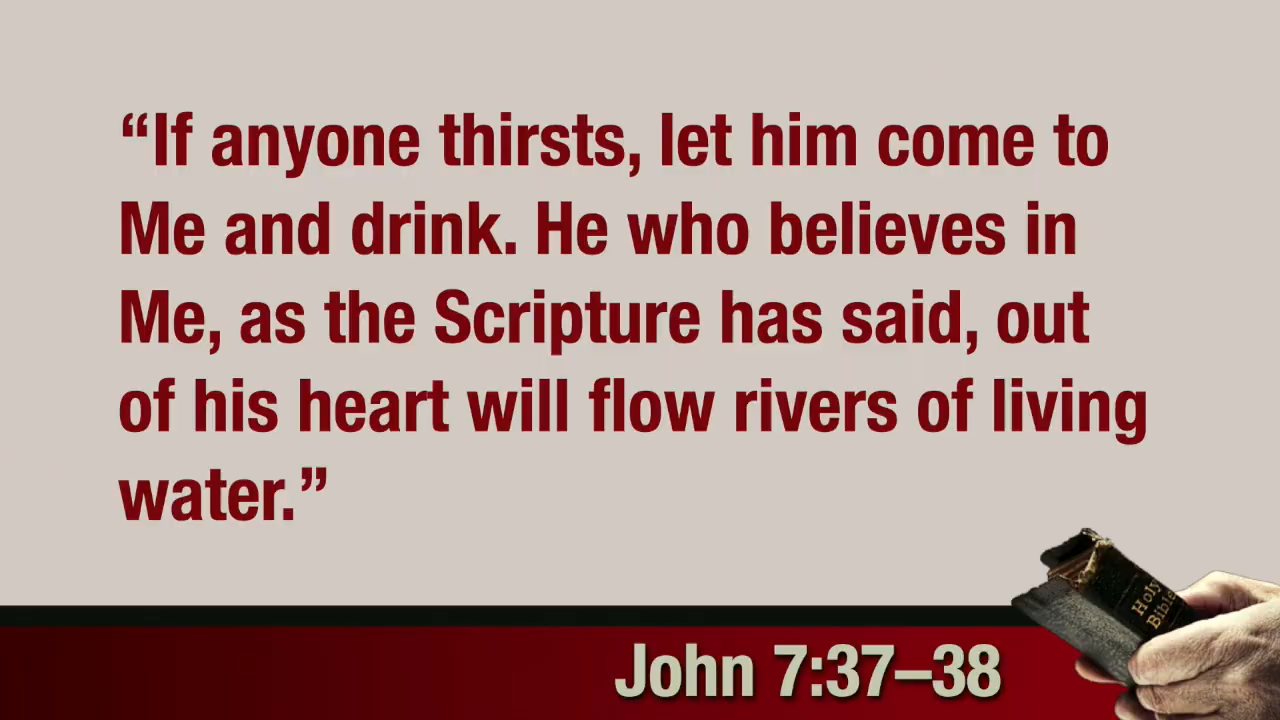 “If anyone thirsts, let him come to
Me and drink. He who believes in
Me, as the Scripture has said, out
of his heart will flow rivers of living
water.”
Holy
Bible
John 7:37–38